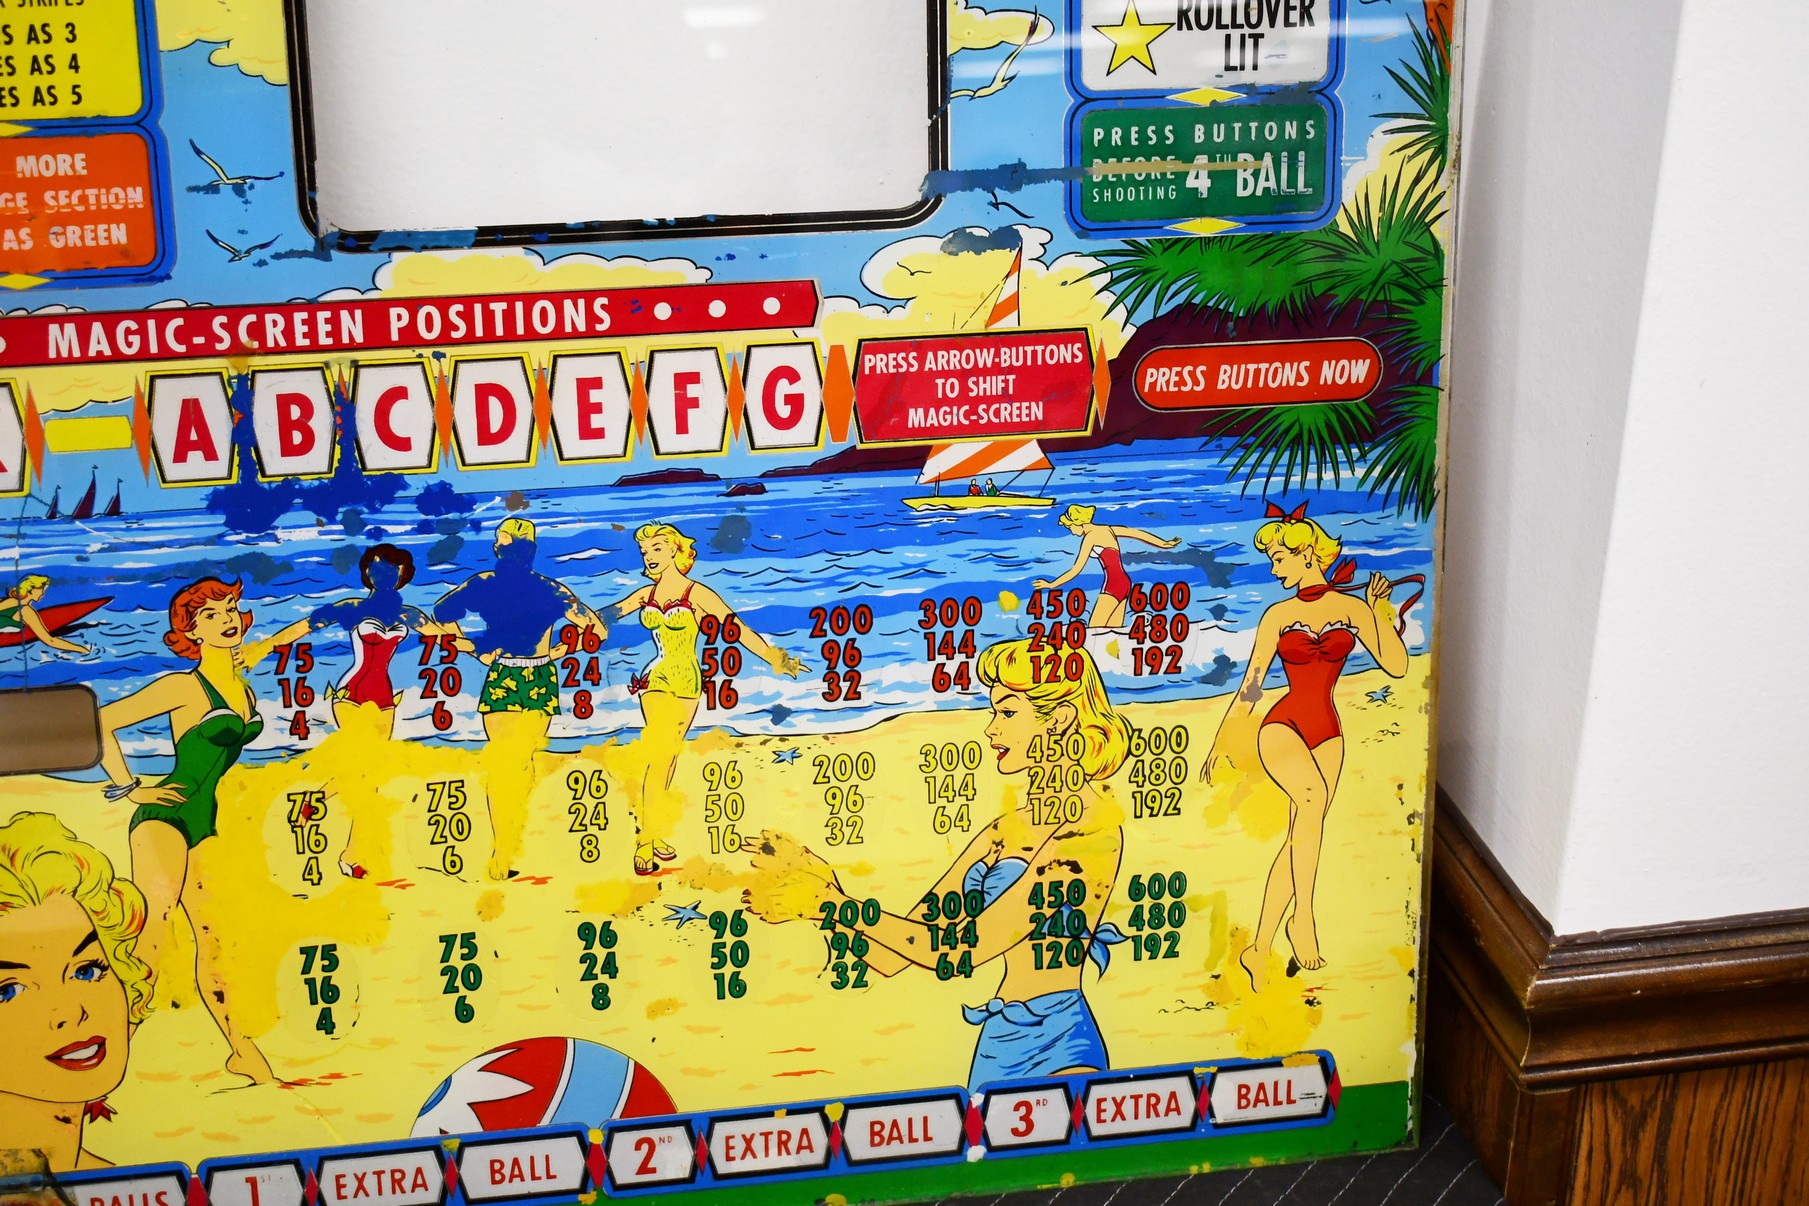 STRIPES
S AS 3
ES AS 4
ES AS 5
MORE
GE SECTION
AS GREEN
ROLLOVER
LIT
PRESS BUTTONS
BEFORE
SHOOTING 4TH BALL
MAGIC-SCREEN POSITIONS
A B C D E F G
PRESS ARROW-BUTTONS
TO SHIFT
MAGIC-SCREEN
PRESS BUTTONS NOW
75 75 96 96 200 300 450 600
16 20 24 50 96 144 240 480
4 6 8 16 32 64 120 192
75 75 96 96 200 300 450 600
16 20 24 50 96 144 240 480
4 6 8 16 32 64 120 192
75 75 96 96 200 300 450 600
16 20 24 50 96 144 240 480
4 6 8 16 32 64 120 192
BALLS 1ST EXTRA BALL 2ND EXTRA BALL 3RD EXTRA BALL